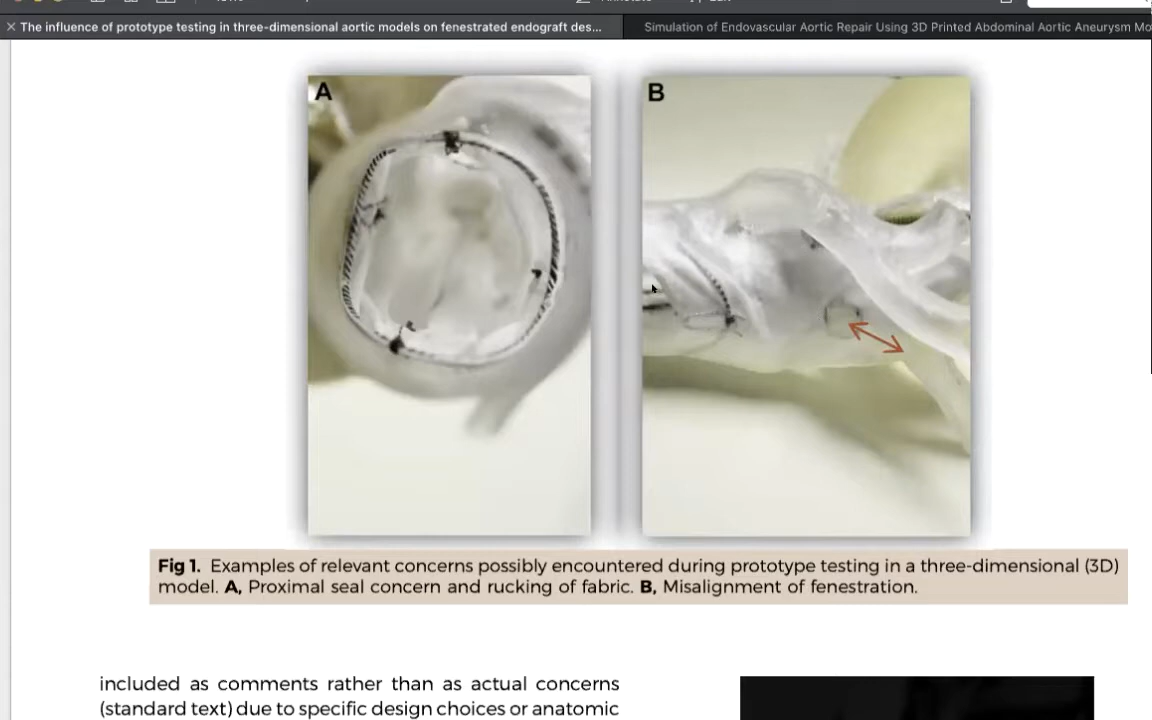 The influence of prototype testing in three-dimensional aortic models on fenestrated endograft des...
Simulation of Endovascular Aortic Repair Using 3D Printed Abdominal Aortic Aneurysm Mo
A
B
Fig 1. Examples of relevant concerns possibly encountered during prototype testing in a three-dimensional (3D)
model. A, Proximal seal concern and rucking of fabric. B, Misalignment of fenestration.
included as comments rather than as actual concerns
(standard text) due to specific design choices or anatomic